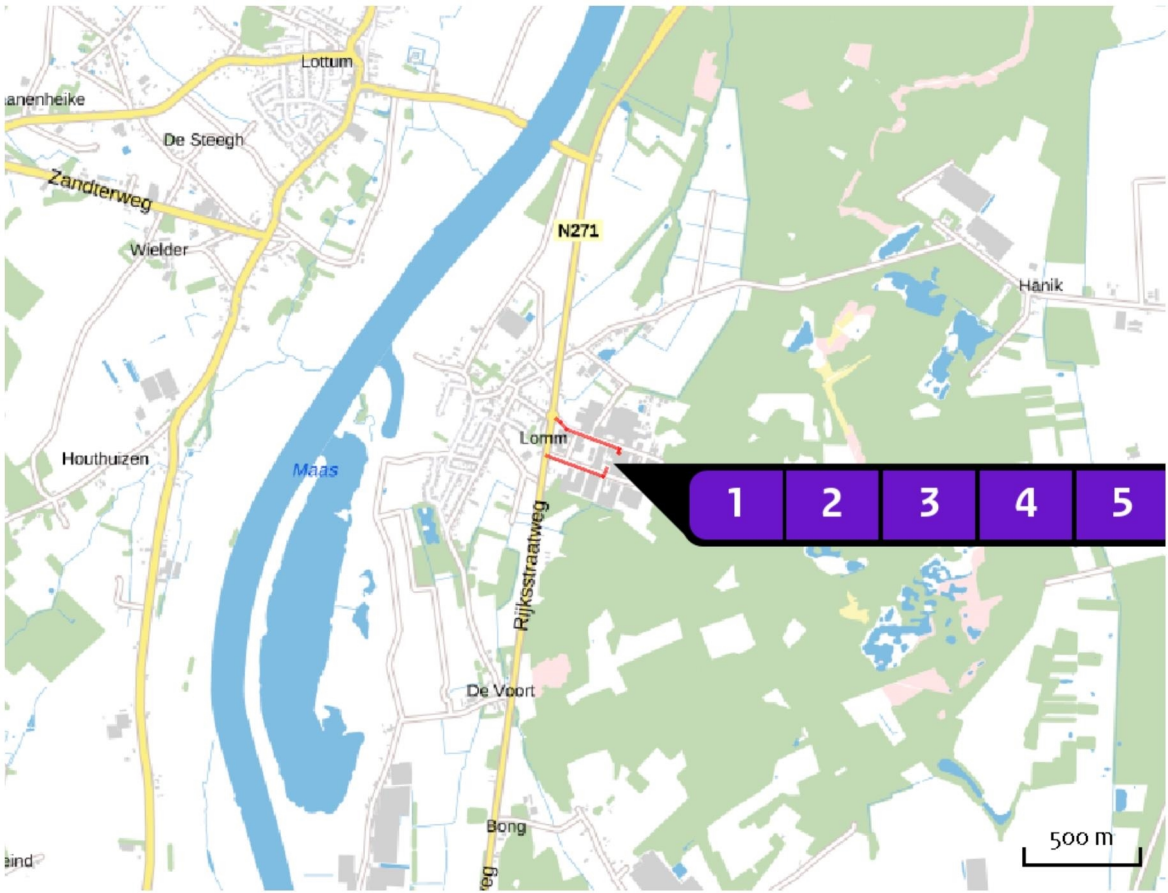 Lottum
aanenheike
De Steegh
Zandterweg
N271
Wielder
Hanik
Lomm
Houthuizen
Maas
1 2 3 4 5
Rijksstraatweg
De Voort
Bong
500 m
eind
eg